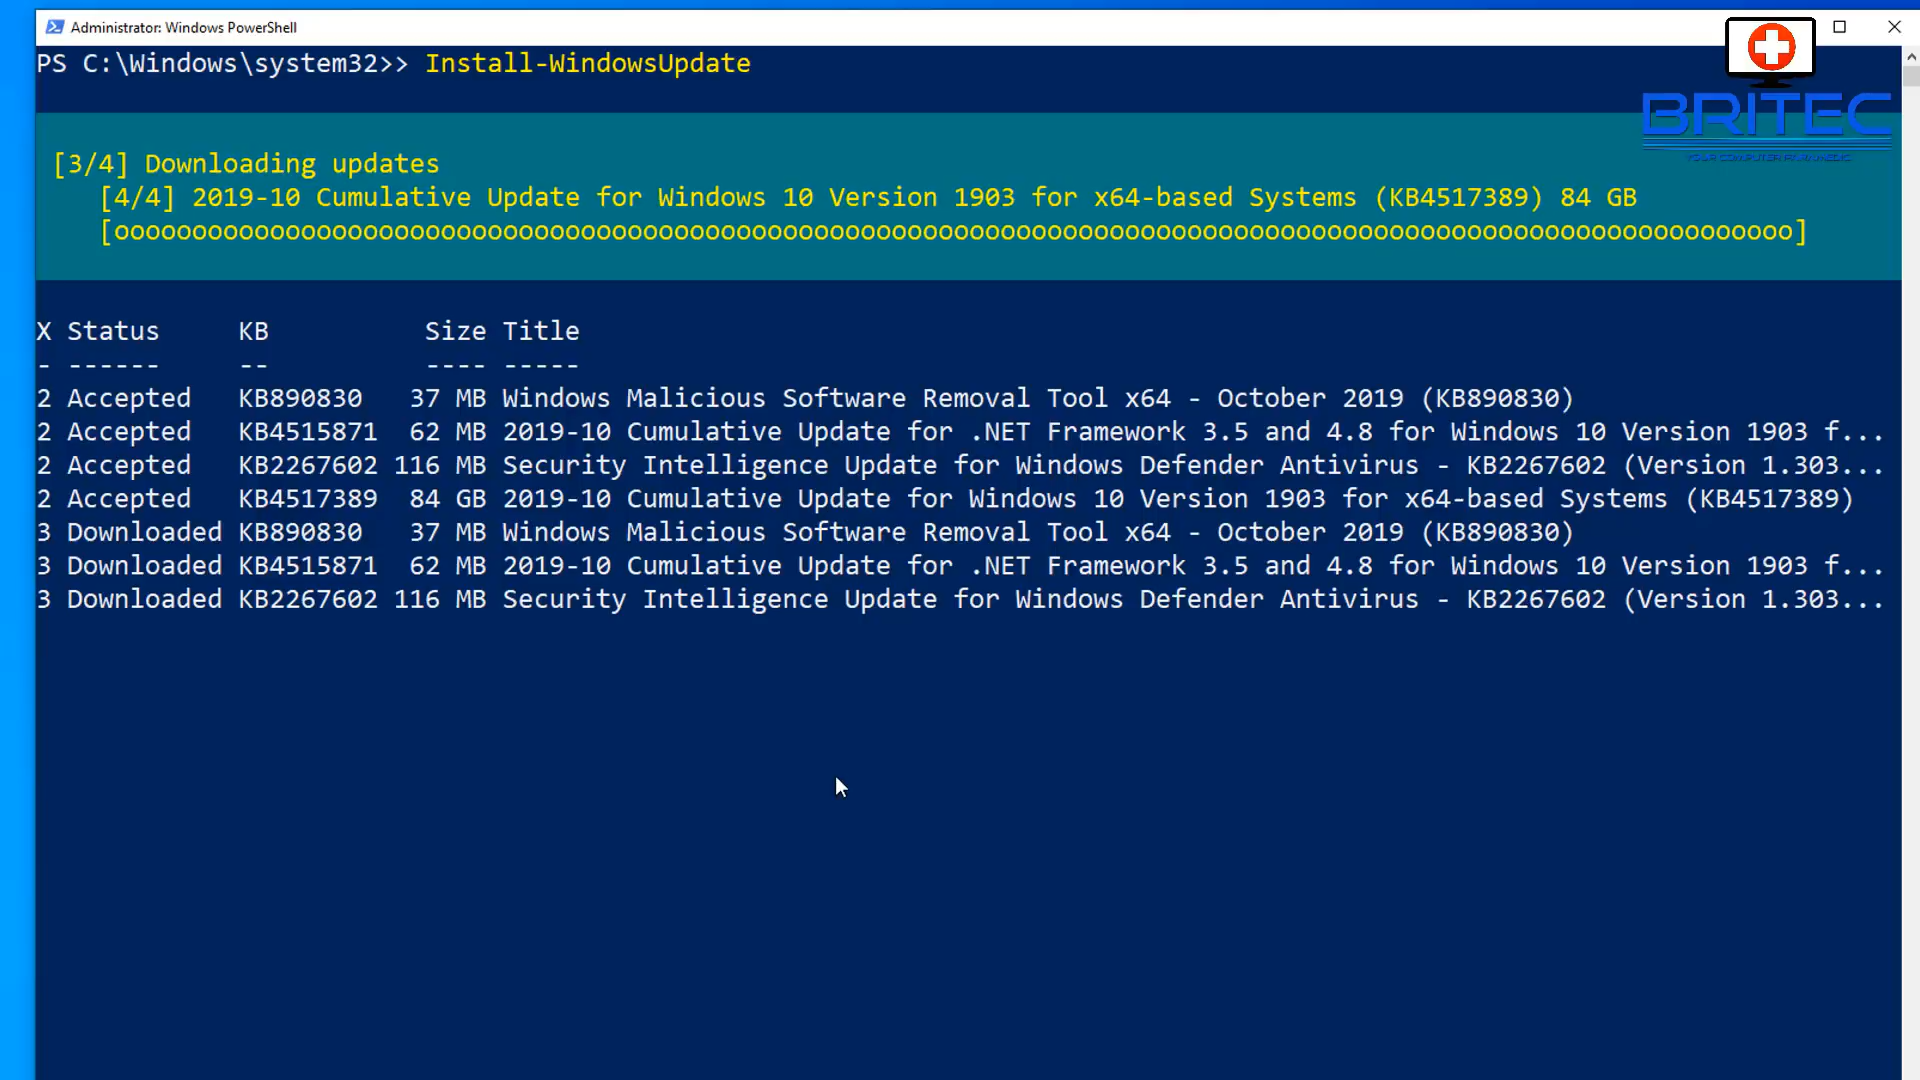 Administrator: Windows PowerShell
PS C:\Windows\system32>> Install-WindowsUpdate
BRITEC
YOUR COMPUTER PARAMEDIC
[3/4] Downloading updates
[4/4] 2019-10 Cumulative Update for Windows 10 Version 1903 for x64-based Systems (KB4517389) 84 GB
[oooooooooooooooooooooooooooooooooooooooooooooooooooooooooooooooooooooooooooooooooooooooooooooooooooooooooooo]
X Status     KB          Size Title
- ------     --          ---- -----
2 Accepted   KB890830   37 MB Windows Malicious Software Removal Tool x64 - October 2019 (KB890830)
2 Accepted   KB4515871  62 MB 2019-10 Cumulative Update for .NET Framework 3.5 and 4.8 for Windows 10 Version 1903 f...
2 Accepted   KB2267602 116 MB Security Intelligence Update for Windows Defender Antivirus - KB2267602 (Version 1.303...
2 Accepted   KB4517389  84 GB 2019-10 Cumulative Update for Windows 10 Version 1903 for x64-based Systems (KB4517389)
3 Downloaded KB890830   37 MB Windows Malicious Software Removal Tool x64 - October 2019 (KB890830)
3 Downloaded KB4515871  62 MB 2019-10 Cumulative Update for .NET Framework 3.5 and 4.8 for Windows 10 Version 1903 f...
3 Downloaded KB2267602 116 MB Security Intelligence Update for Windows Defender Antivirus - KB2267602 (Version 1.303...